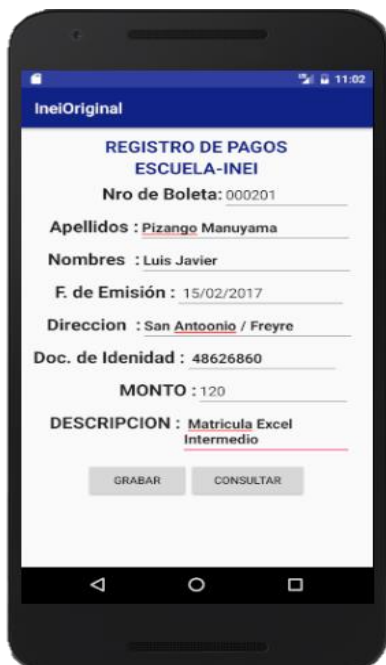 11:02
IneiOriginal
REGISTRO DE PAGOS
ESCUELA-INEI
Nro de Boleta: 000201
Apellidos : Pizango Manuyama
Nombres : Luis Javier
F. de Emisión : 15/02/2017
Direccion : San Antoonio / Freyre
Doc. de Idenidad : 48626860
MONTO : 120
DESCRIPCION : Matricula Excel
Intermedio
GRABAR CONSULTAR